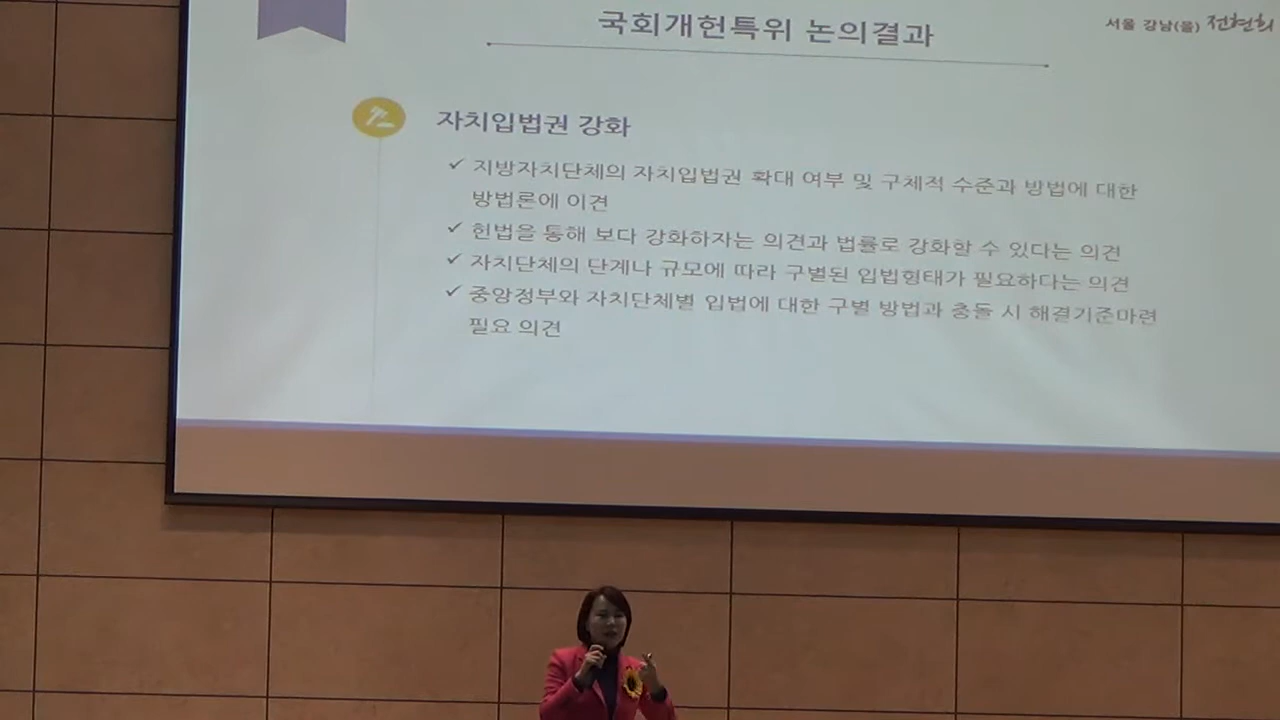 국회개헌특위 논의결과
서울 강남(을) 전현희
자치입법권 강화
✓ 지방자치단체의 자치입법권 확대 여부 및 구체적 수준과 방법에 대한
방법론에 이견
✓ 헌법을 통해 보다 강화하자는 의견과 법률로 강화할 수 있다는 의견
✓ 자치단체의 단계나 규모에 따라 구별된 입법형태가 필요하다는 의견
✓ 중앙정부와 자치단체별 입법에 대한 구별 방법과 충돌 시 해결기준마련
필요 의견